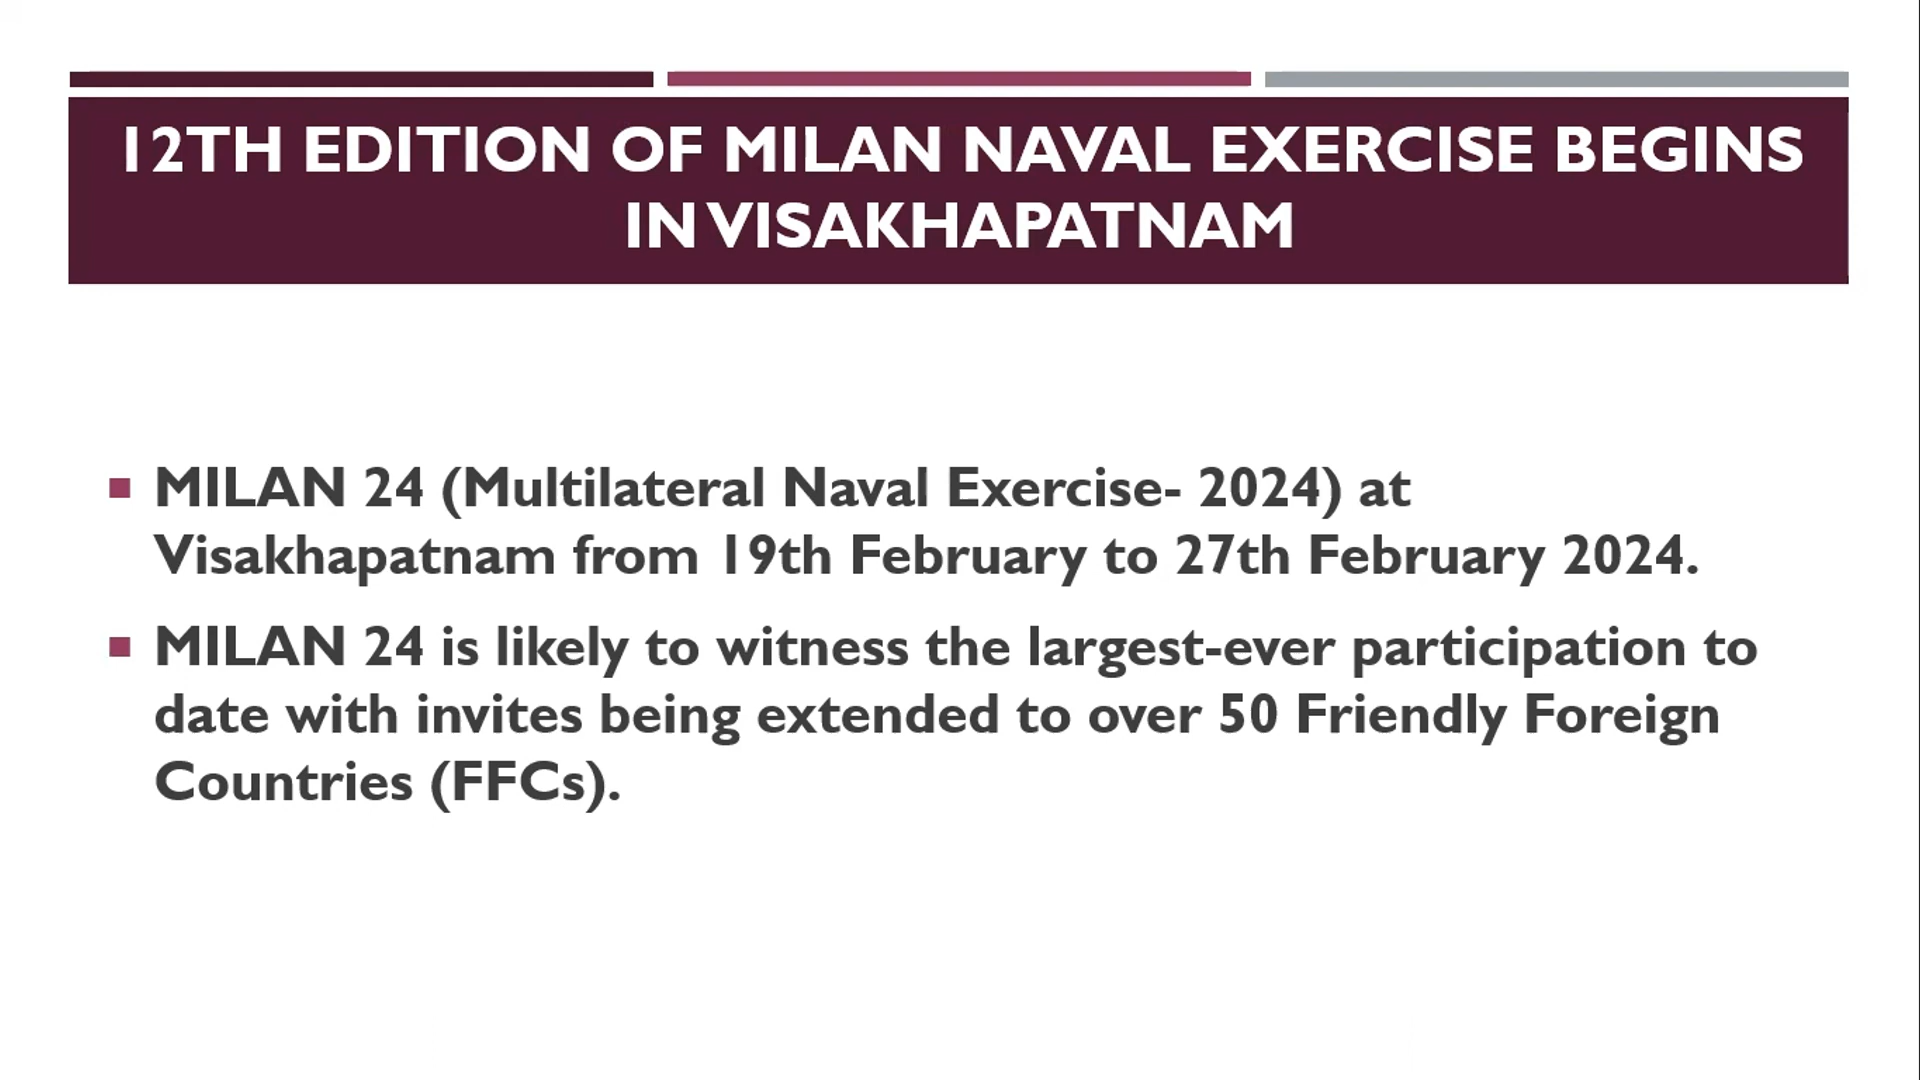 12TH EDITION OF MILAN NAVAL EXERCISE BEGINS
IN VISAKHAPATNAM
MILAN 24 (Multilateral Naval Exercise- 2024) at
Visakhapatnam from 19th February to 27th February 2024.
MILAN 24 is likely to witness the largest-ever participation to
date with invites being extended to over 50 Friendly Foreign
Countries (FFCs).